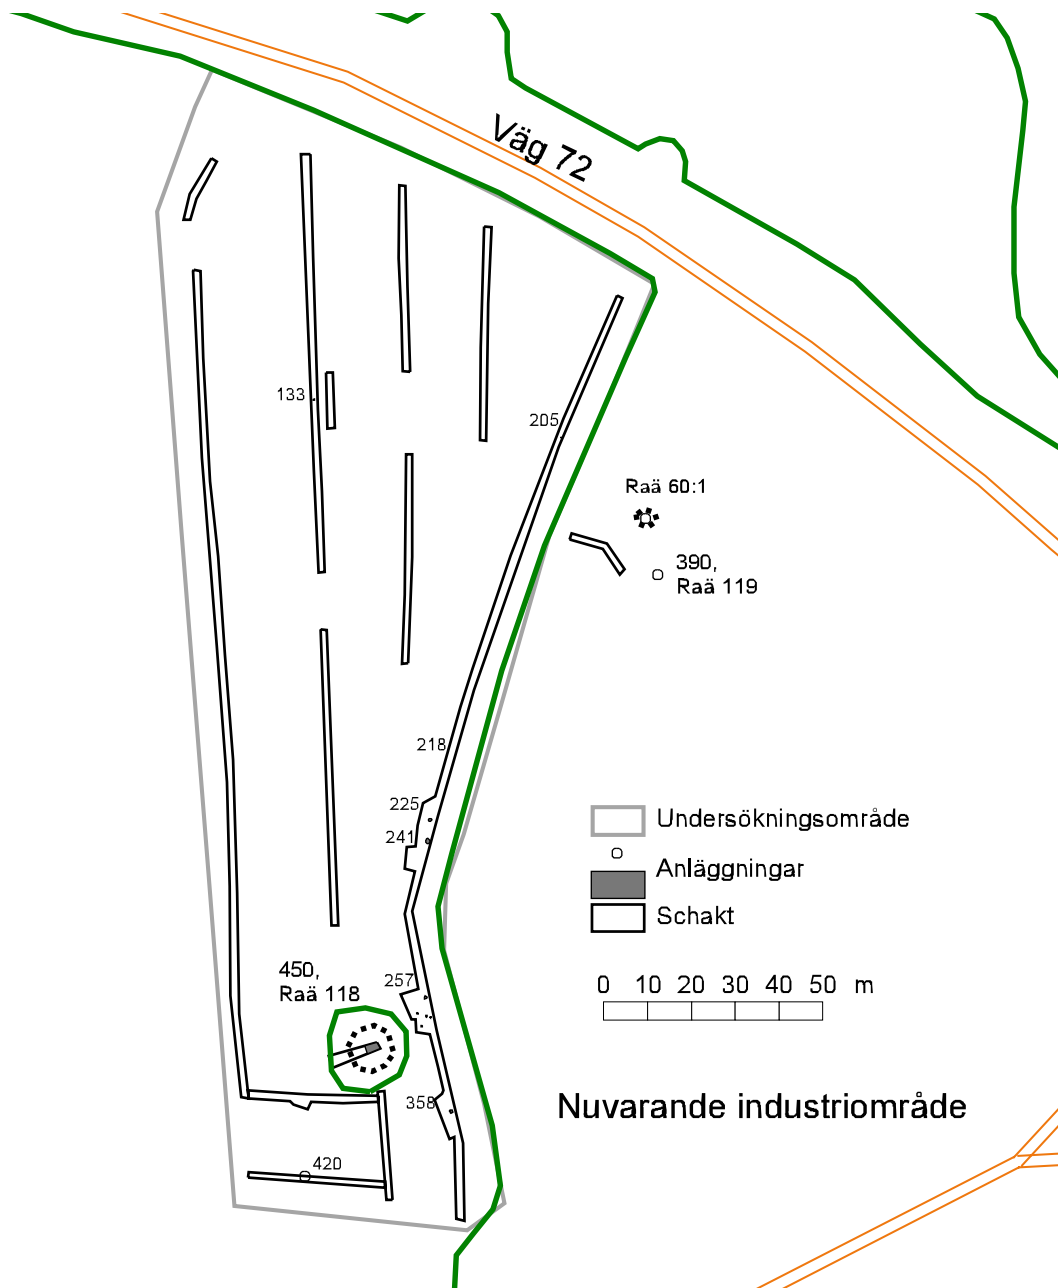 Väg 72
133
205
Raä 60:1
390,
Raä 119
218
225
241
Undersökningsområde
Anläggningar
Schakt
450,
Raä 118
257
0 10 20 30 40 50 m
358
Nuvarande industriområde
420